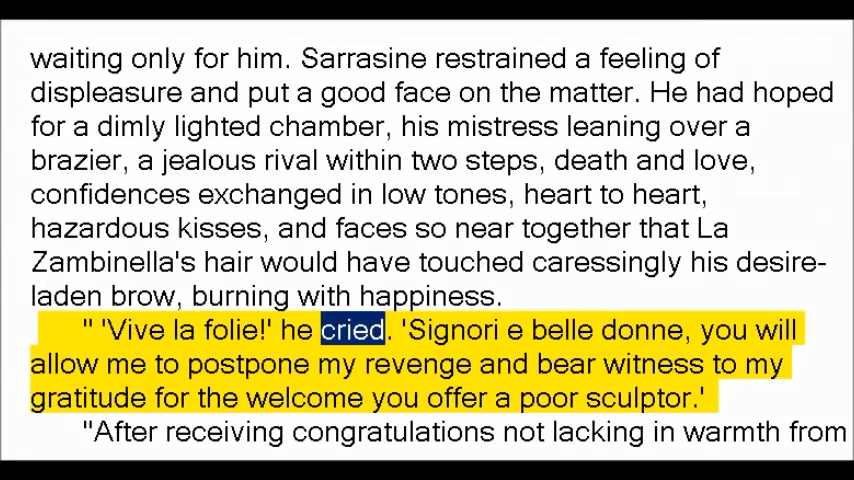 waiting only for him. Sarrasine restrained a feeling of
displeasure and put a good face on the matter. He had hoped
for a dimly lighted chamber, his mistress leaning over a
brazier, a jealous rival within two steps, death and love,
confidences exchanged in low tones, heart to heart,
hazardous kisses, and faces so near together that La
Zambinella's hair would have touched caressingly his desire-
laden brow, burning with happiness.
" 'Vive la folie!' he cried. 'Signori e belle donne, you will
allow me to postpone my revenge and bear witness to my
gratitude for the welcome you offer a poor sculptor.'
"After receiving congratulations not lacking in warmth from